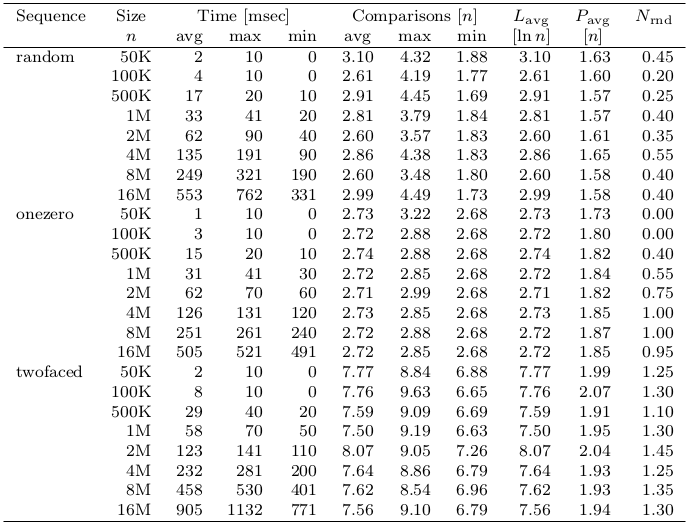 Sequence Size Time [msec] Comparisons [n] L_avg P_avg N_rnd
n avg max min avg max min [ln n] [n]
random 50K 2 10 0 3.10 4.32 1.88 3.10 1.63 0.45
100K 4 10 0 2.61 4.19 1.77 2.61 1.60 0.20
500K 17 20 10 2.91 4.45 1.69 2.91 1.57 0.25
1M 33 41 20 2.81 3.79 1.84 2.81 1.57 0.40
2M 62 90 40 2.60 3.57 1.83 2.60 1.61 0.35
4M 135 191 90 2.86 4.38 1.83 2.86 1.65 0.55
8M 249 321 190 2.60 3.48 1.80 2.60 1.58 0.40
16M 553 762 331 2.99 4.49 1.73 2.99 1.58 0.40
onezero 50K 1 10 0 2.73 3.22 2.68 2.73 1.73 0.00
100K 3 10 0 2.72 2.88 2.68 2.72 1.80 0.00
500K 15 20 10 2.74 2.88 2.68 2.74 1.82 0.40
1M 31 41 30 2.72 2.85 2.68 2.72 1.84 0.55
2M 62 70 60 2.71 2.99 2.68 2.71 1.82 0.75
4M 126 131 120 2.73 2.85 2.68 2.73 1.85 1.00
8M 251 261 240 2.72 2.88 2.68 2.72 1.87 1.00
16M 505 521 491 2.72 2.85 2.68 2.72 1.85 0.95
twofaced 50K 2 10 0 7.77 8.84 6.88 7.77 1.99 1.25
100K 8 10 0 7.76 9.63 6.65 7.76 2.07 1.30
500K 29 40 20 7.59 9.09 6.69 7.59 1.91 1.10
1M 58 70 50 7.50 9.19 6.63 7.50 1.95 1.30
2M 123 141 110 8.07 9.05 7.26 8.07 2.04 1.45
4M 232 281 200 7.64 8.86 6.79 7.64 1.93 1.25
8M 458 530 401 7.62 8.54 6.96 7.62 1.93 1.35
16M 905 1132 771 7.56 9.10 6.79 7.56 1.94 1.30